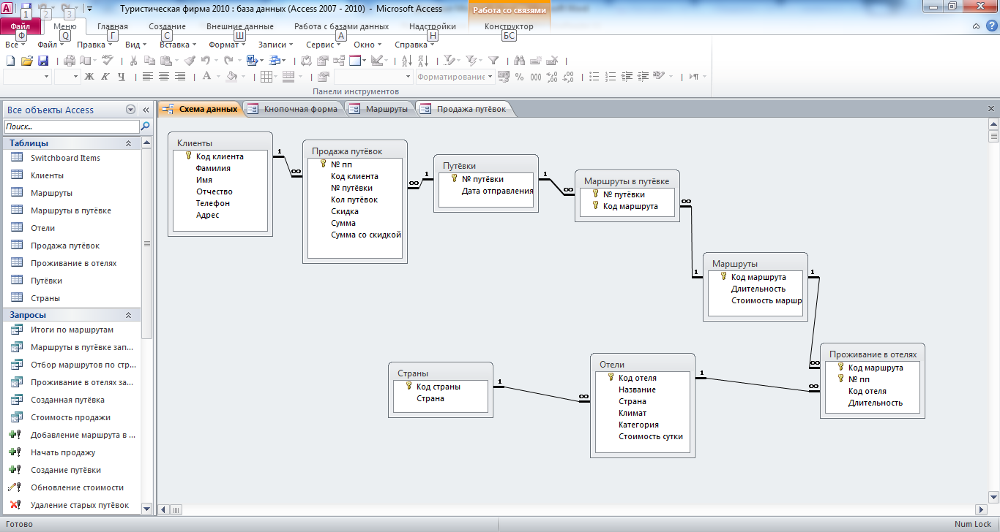 Туристическая фирма 2010 : база данных (Access 2007 - 2010) - Microsoft Access
Работа со связями
1 2 3
Файл Меню Главная Создание Внешние данные Работа с базами данных Надстройки Конструктор
Ф Q Г С Ш А Н БС
Все Файл Правка Вид Вставка Формат Записи Сервис Окно Справка
Ж К Ч А Форматирование % 000
Панели инструментов
Все объекты Access
Схема данных Кнопочная форма Маршруты Продажа путёвок
Поиск...
Таблицы
Switchboard Items
Клиенты
Маршруты
Маршруты в путёвке
Отели
Продажа путёвок
Проживание в отелях
Путёвки
Страны
Запросы
Итоги по маршрутам
Маршруты в путёвке зап...
Отбор маршрутов по стр...
Проживание в отелях за...
Созданная путёвка
Стоимость продажи
Добавление маршрута в ...
Начать продажу
Создание путёвки
Обновление стоимости
Удаление старых путёвок
Клиенты
Код клиента
Фамилия
Имя
Отчество
Телефон
Адрес
1 ∞
Продажа путёвок
№ пп
Код клиента
№ путёвки
Кол путёвок
Скидка
Сумма
Сумма со скидкой
∞ 1
Путёвки
№ путёвки
Дата отправления
1 ∞
Маршруты в путёвке
№ путёвки
Код маршрута
∞ 1
Маршруты
Код маршрута
Длительность
Стоимость маршр
1 ∞
Проживание в отелях
Код маршрута
№ пп
Код отеля
Длительность
Страны
Код страны
Страна
1 ∞
Отели
Код отеля
Название
Страна
Климат
Категория
Стоимость сутки
1 ∞
Готово
Num Lock